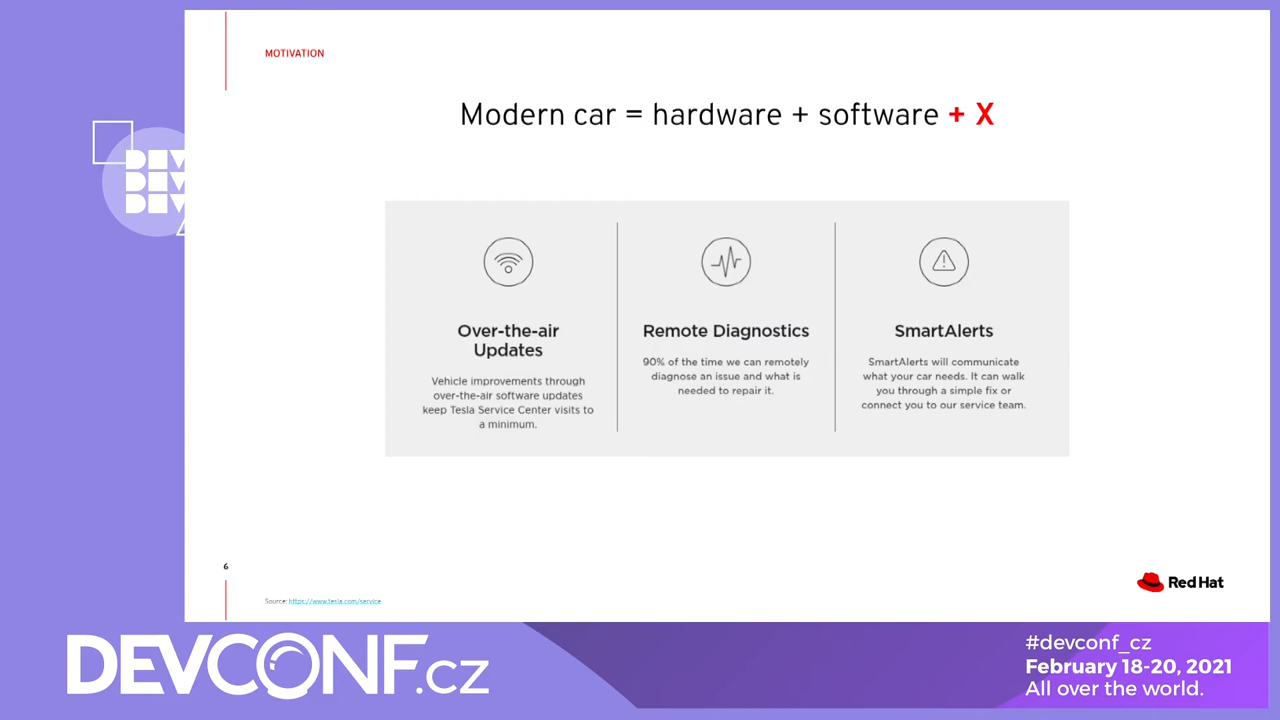 MOTIVATION
Modern car = hardware + software + X
Over-the-air
Updates
Vehicle improvements through
over-the-air software updates
keep Tesla Service Center visits to
a minimum.
Remote Diagnostics
90% of the time we can remotely
diagnose an issue and what is
needed to repair it.
SmartAlerts
SmartAlerts will communicate
what your car needs. It can walk
you through a simple fix or
connect you to our service team.
6
Source: https://www.tesla.com/service
Red Hat
DEV
DEV
DEV
DEVCONF.cz
#devconf_cz
February 18-20, 2021
All over the world.